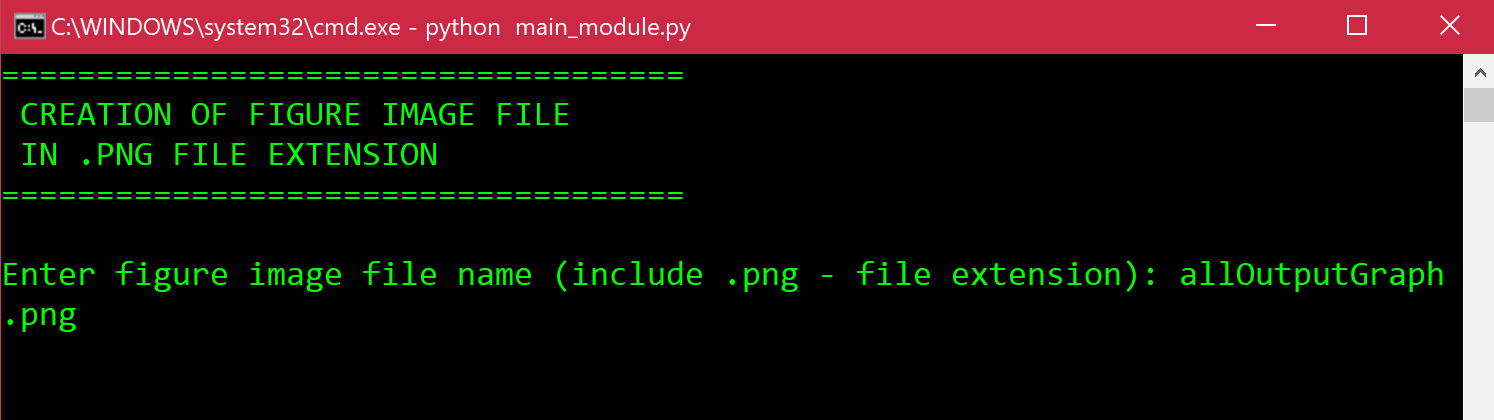 C:\WINDOWS\system32\cmd.exe - python  main_module.py
====================================
 CREATION OF FIGURE IMAGE FILE
 IN .PNG FILE EXTENSION
====================================
Enter figure image file name (include .png - file extension): allOutputGraph
.png